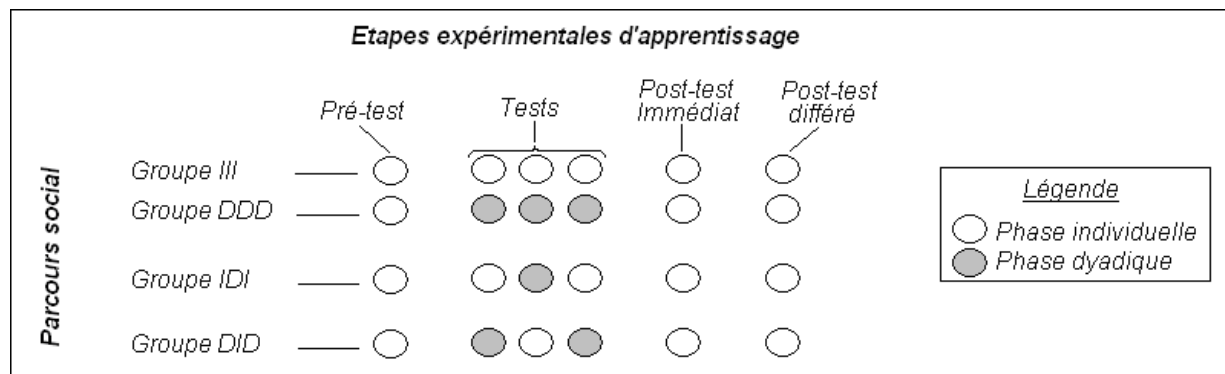 Etapes expérimentales d'apprentissage
Pré-test
Tests
Post-test
Immédiat
Post-test
différé
Parcours social
Groupe III
Groupe DDD
Groupe IDI
Groupe DID
Légende
Phase individuelle
Phase dyadique